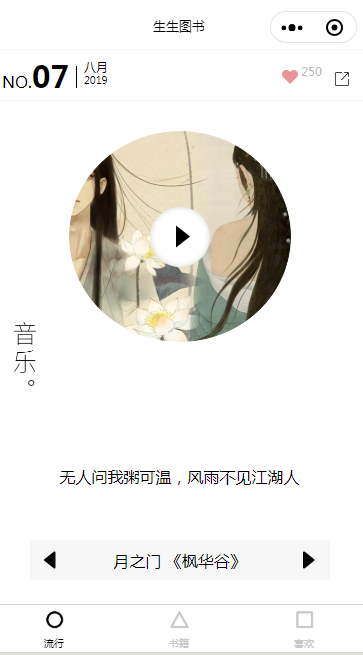 生生图书
NO.07
八月
2019
250
音乐。
无人问我粥可温，风雨不见江湖人
月之门 《枫华谷》
流行
书籍
喜欢